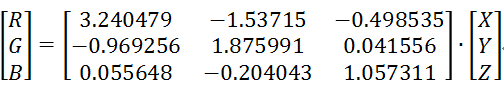 [R] [3.240479 −1.53715 −0.498535] [X]
[G] = [−0.969256 1.875991 0.041556] · [Y]
[B] [0.055648 −0.204043 1.057311] [Z]